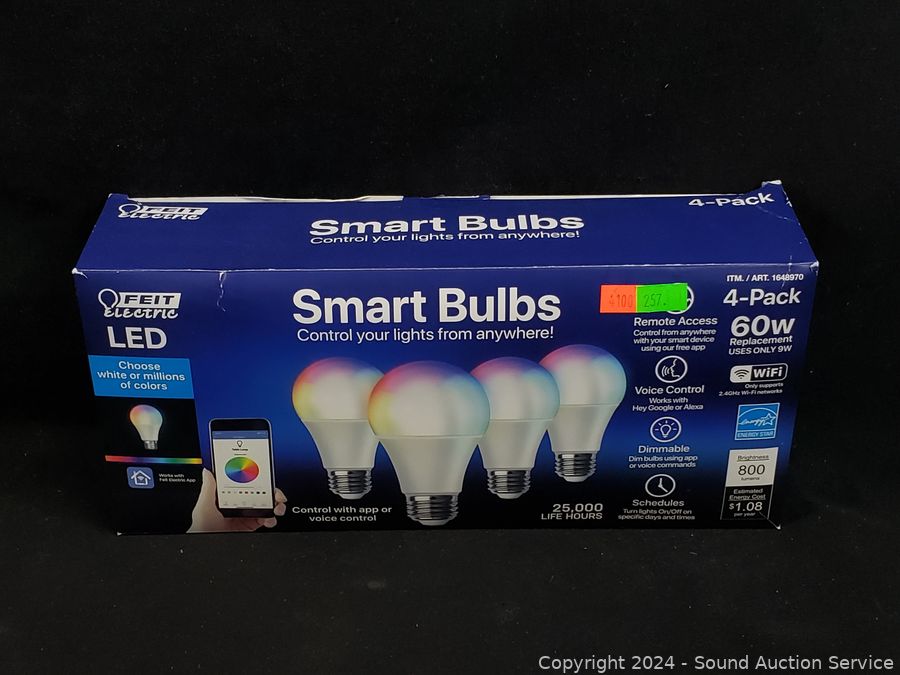 FEIT
electric
Smart Bulbs
Control your lights from anywhere!
4-Pack
FEIT
electric
LED
Choose
white or millions
of colors
Works with
Feit Electric App
Smart Bulbs
Control your lights from anywhere!
Control with app or
voice control
25,000
LIFE HOURS
4100
257
Remote Access
Control from anywhere
with your smart device
using our free app
Voice Control
Works with
Hey Google or Alexa
Dimmable
Dim bulbs using app
or voice commands
Schedules
Turn lights On/Off on
specific days and times
ITM. / ART. 1648970
4-Pack
60w
Replacement
USES ONLY 9W
WiFi
Only supports
2.4GHz Wi-Fi networks
energy
ENERGY STAR
Brightness
800
lumens
Estimated
Energy Cost
$1.08
per year
Copyright © 2024 - Sound Auction Service